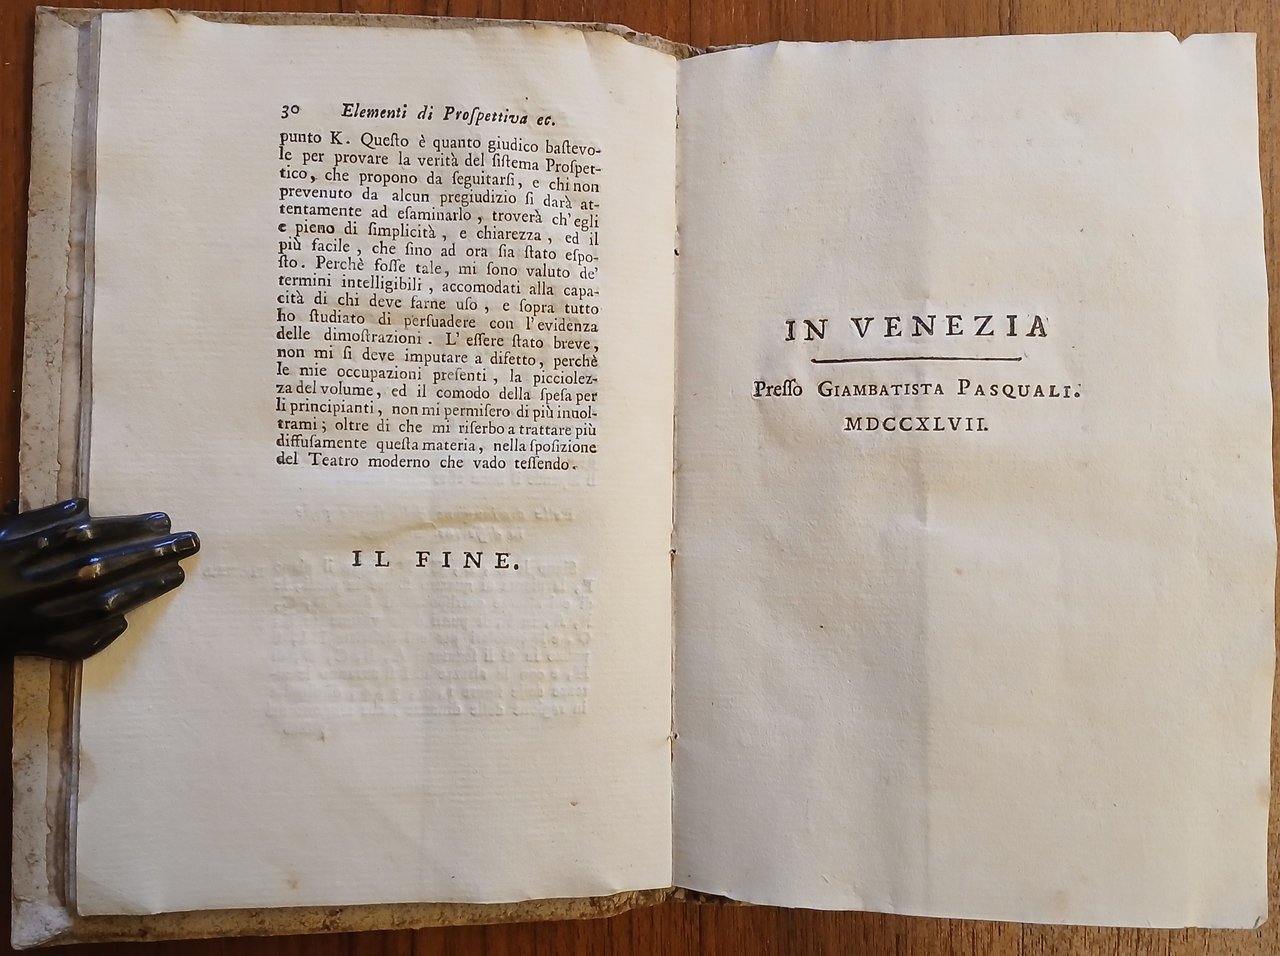 30 Elementi di Proſpettiva ec.
punto K. Queſto è quanto giudico baſtevo-
le per provare la verità del ſiſtema Proſpet-
tico, che propono da ſeguitarſi, e chi non
prevenuto da alcun pregiudizio ſi darà at-
tentamente ad eſaminarlo, troverà ch'egli
e pieno di ſimplicità, e chiarezza, ed il
più facile, che ſino ad ora ſia ſtato eſpo-
ſto. Perchè foſſe tale, mi ſono valuto de'
termini intelligibili, accomodati alla capa-
cità di chi deve farne uſo, e ſopra tutto
ho ſtudiato di perſuadere con l'evidenza
delle dimoſtrazioni. L'eſſere ſtato breve,
non mi ſi deve imputare a difetto, perchè
le mie occupazioni preſenti, la picciolez-
za del volume, ed il comodo della ſpeſa per
li principianti, non mi permiſero di più inuol-
trami; oltre di che mi riſerbo a trattare più
diffuſamente queſta materia, nella ſpoſizione
del Teatro moderno che vado teſſendo.
IL FINE.
IN VENEZIA
Preſſo GIAMBATISTA PASQUALI.
MDCCXLVII.